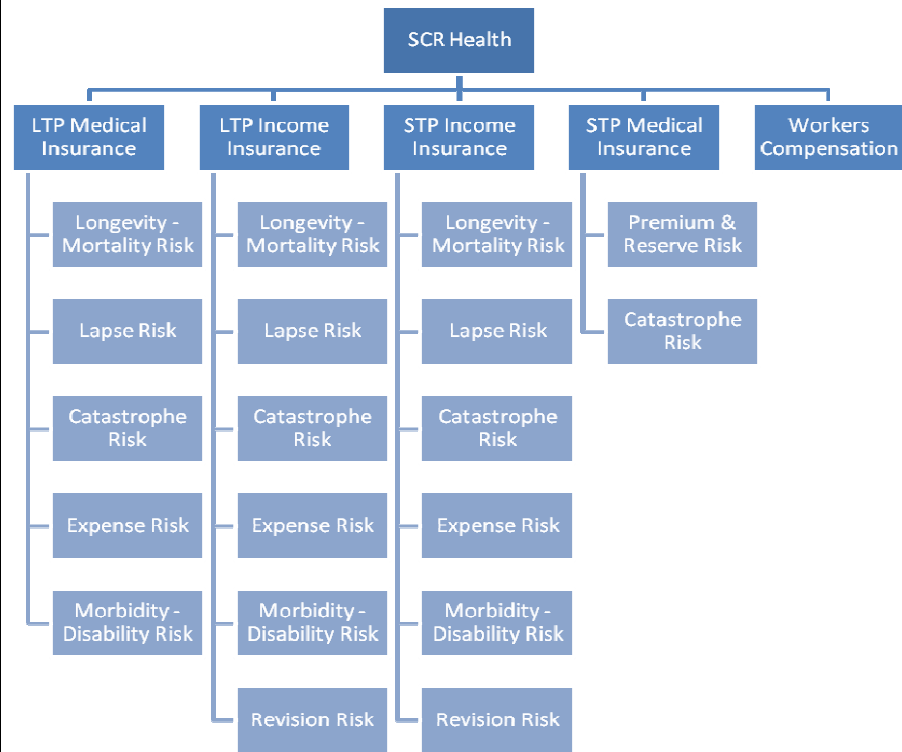 SCR Health
LTP Medical
Insurance
LTP Income
Insurance
STP Income
Insurance
STP Medical
Insurance
Workers
Compensation
Longevity -
Mortality Risk
Lapse Risk
Catastrophe
Risk
Expense Risk
Morbidity -
Disability Risk
Longevity -
Mortality Risk
Lapse Risk
Catastrophe
Risk
Expense Risk
Morbidity -
Disability Risk
Revision Risk
Longevity -
Mortality Risk
Lapse Risk
Catastrophe
Risk
Expense Risk
Morbidity -
Disability Risk
Revision Risk
Premium &
Reserve Risk
Catastrophe
Risk